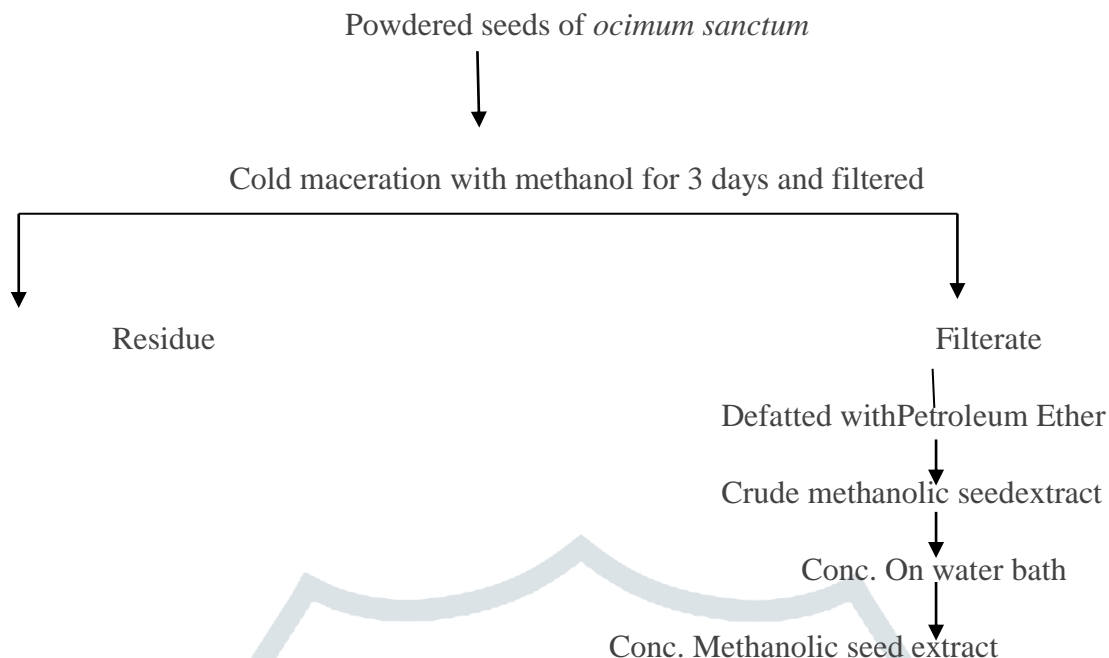 Powdered seeds of ocimum sanctum
Cold maceration with methanol for 3 days and filtered
Residue
Filterate
Defatted withPetroleum Ether
Crude methanolic seedextract
Conc. On water bath
Conc. Methanolic seed extract